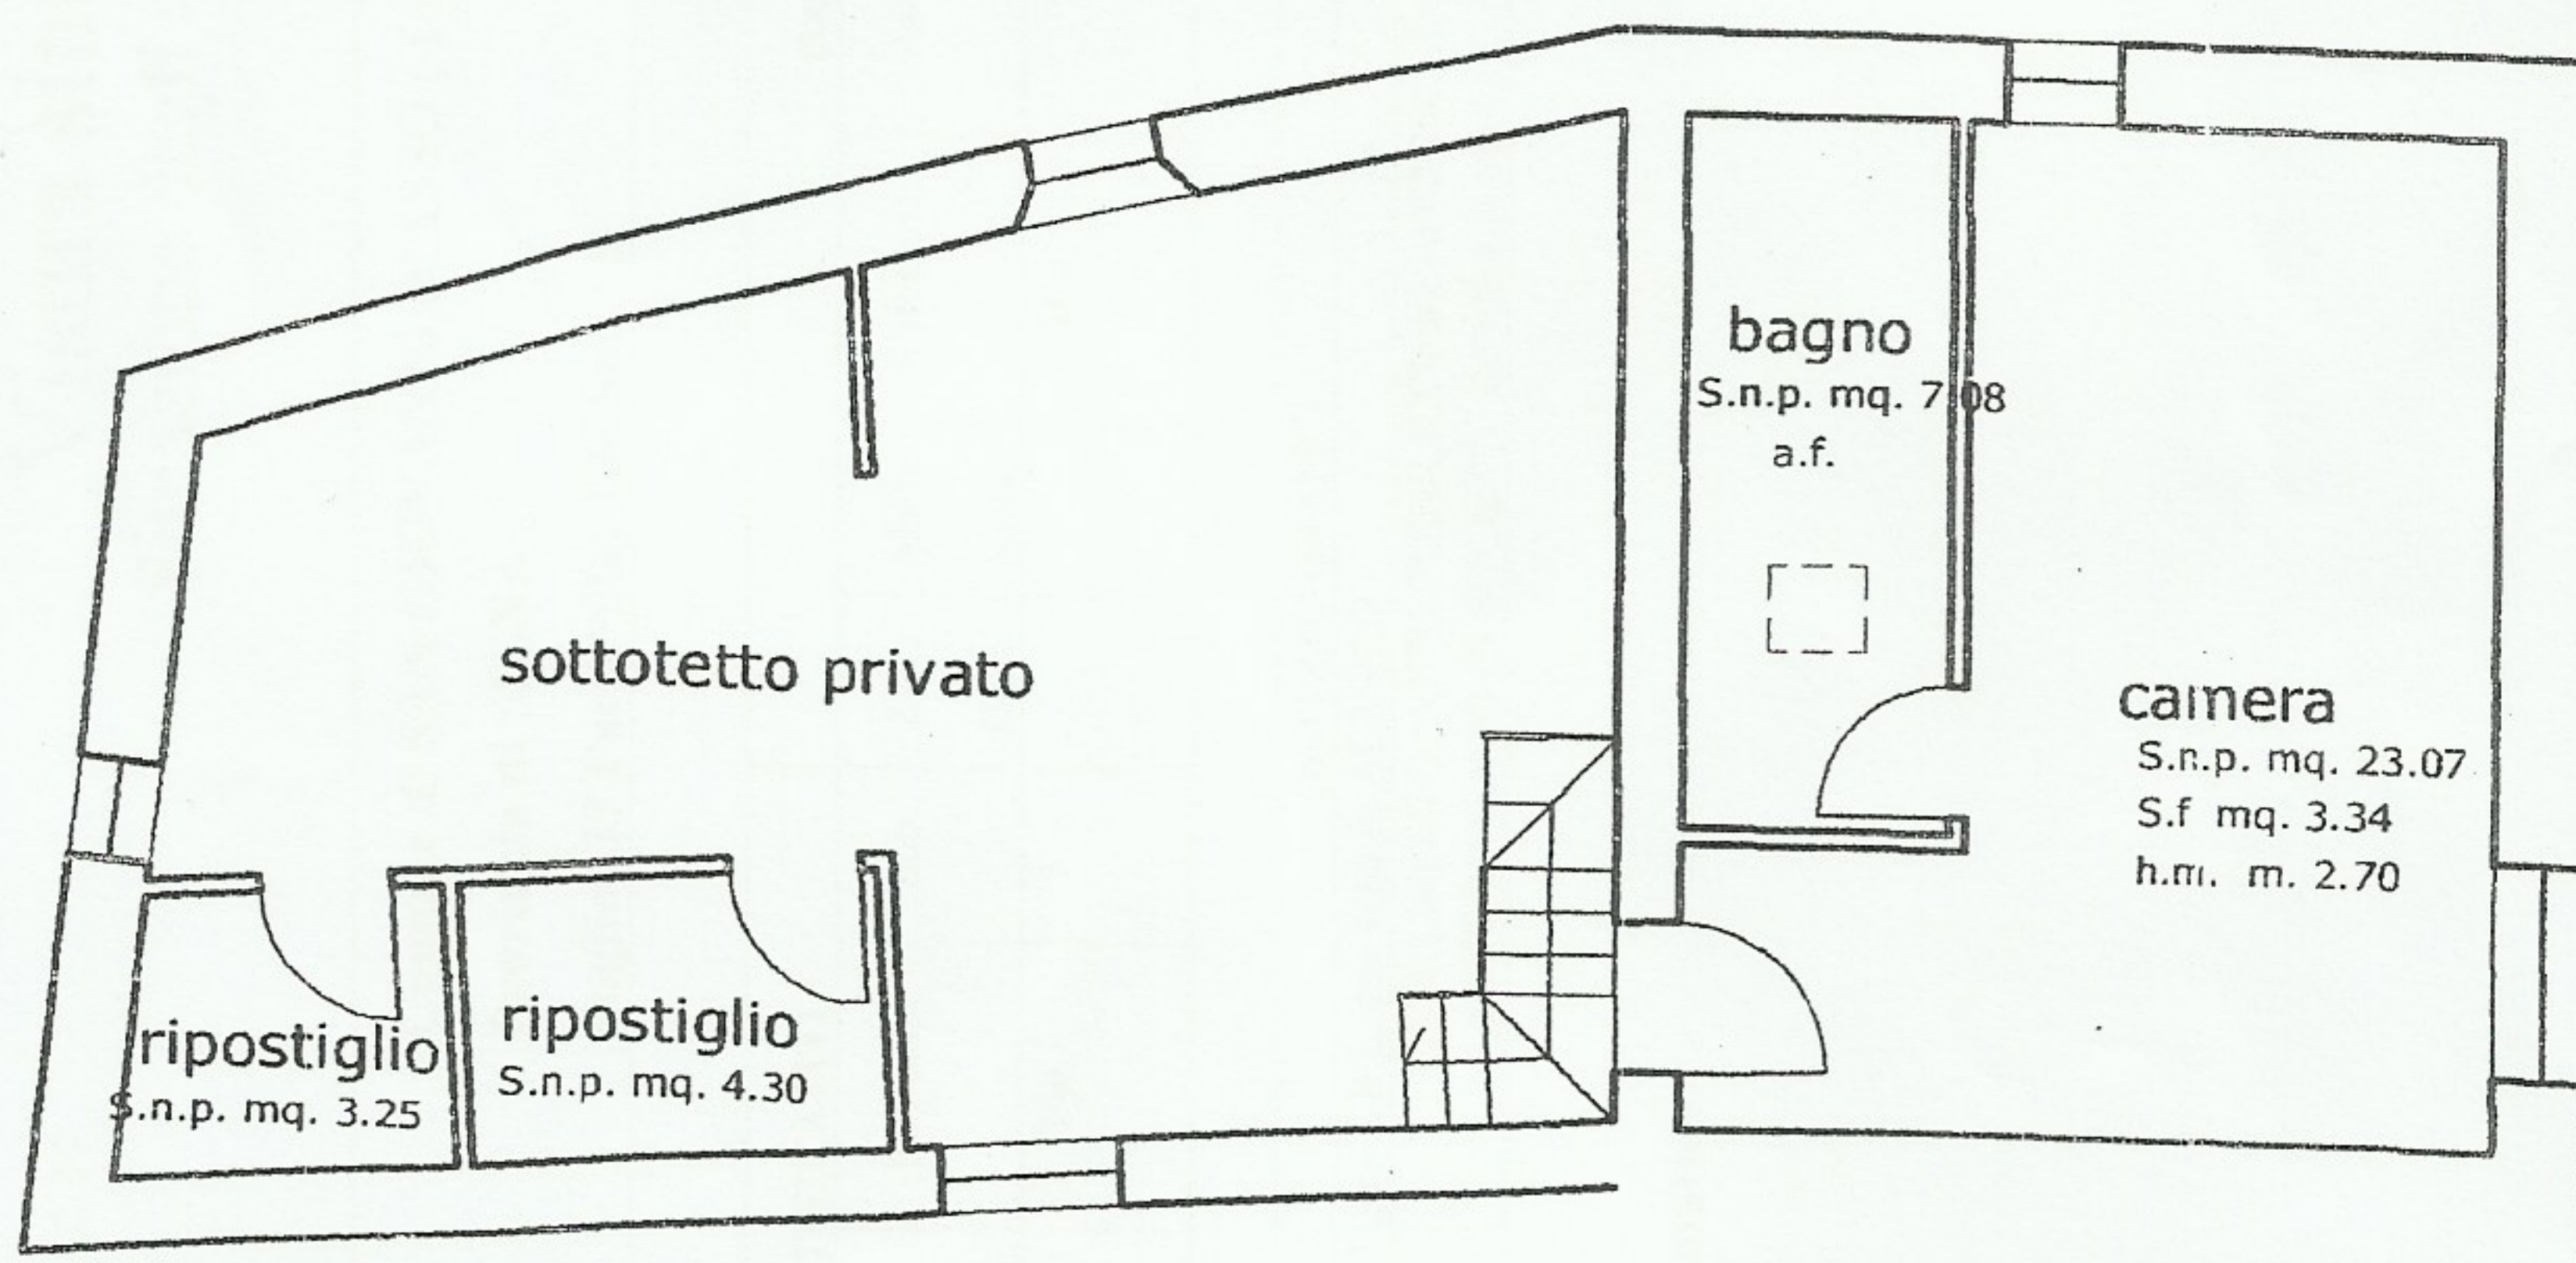 bagno
S.n.p. mq. 7.08
a.f.
sottotetto privato
camera
S.n.p. mq. 23.07
S.f mq. 3.34
h.m. m. 2.70
ripostiglio
S.n.p. mq. 3.25
ripostiglio
S.n.p. mq. 4.30